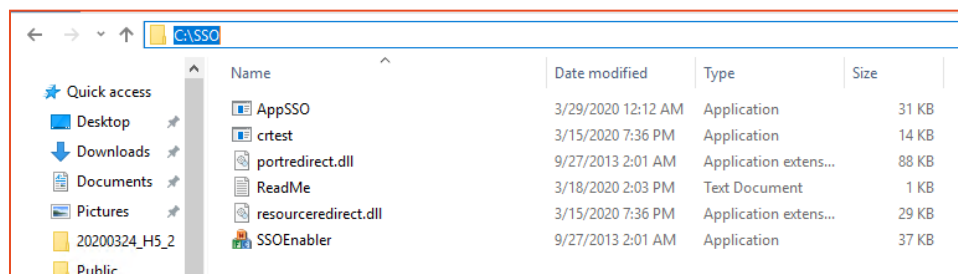 C:\SSO
Name Date modified Type Size
Quick access
Desktop
Downloads
Documents
Pictures
20200324_H5_2
Public
AppSSO 3/29/2020 12:12 AM Application 31 KB
crtest 3/15/2020 7:36 PM Application 14 KB
portredirect.dll 9/27/2013 2:01 AM Application extens... 88 KB
ReadMe 3/18/2020 2:03 PM Text Document 1 KB
resourceredirect.dll 3/15/2020 7:36 PM Application extens... 29 KB
SSOEnabler 9/27/2013 2:01 AM Application 37 KB